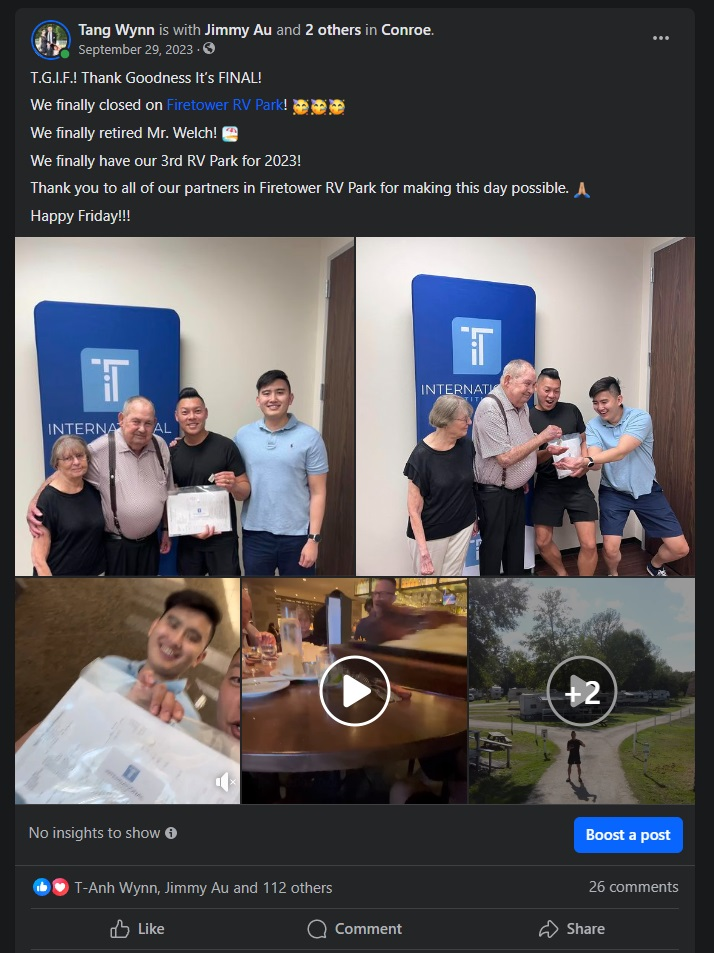 Tang Wynn is with Jimmy Au and 2 others in Conroe.
September 29, 2023 ·
T.G.I.F.! Thank Goodness It's FINAL!
We finally closed on Firetower RV Park! 🥳🥳🥳
We finally retired Mr. Welch! 🏖️
We finally have our 3rd RV Park for 2023!
Thank you to all of our partners in Firetower RV Park for making this day possible. 🙏🏽
Happy Friday!!!
iT
INTERNATIONAL
iT
INTERNATIO
+2
No insights to show
Boost a post
T-Anh Wynn, Jimmy Au and 112 others
26 comments
Like
Comment
Share